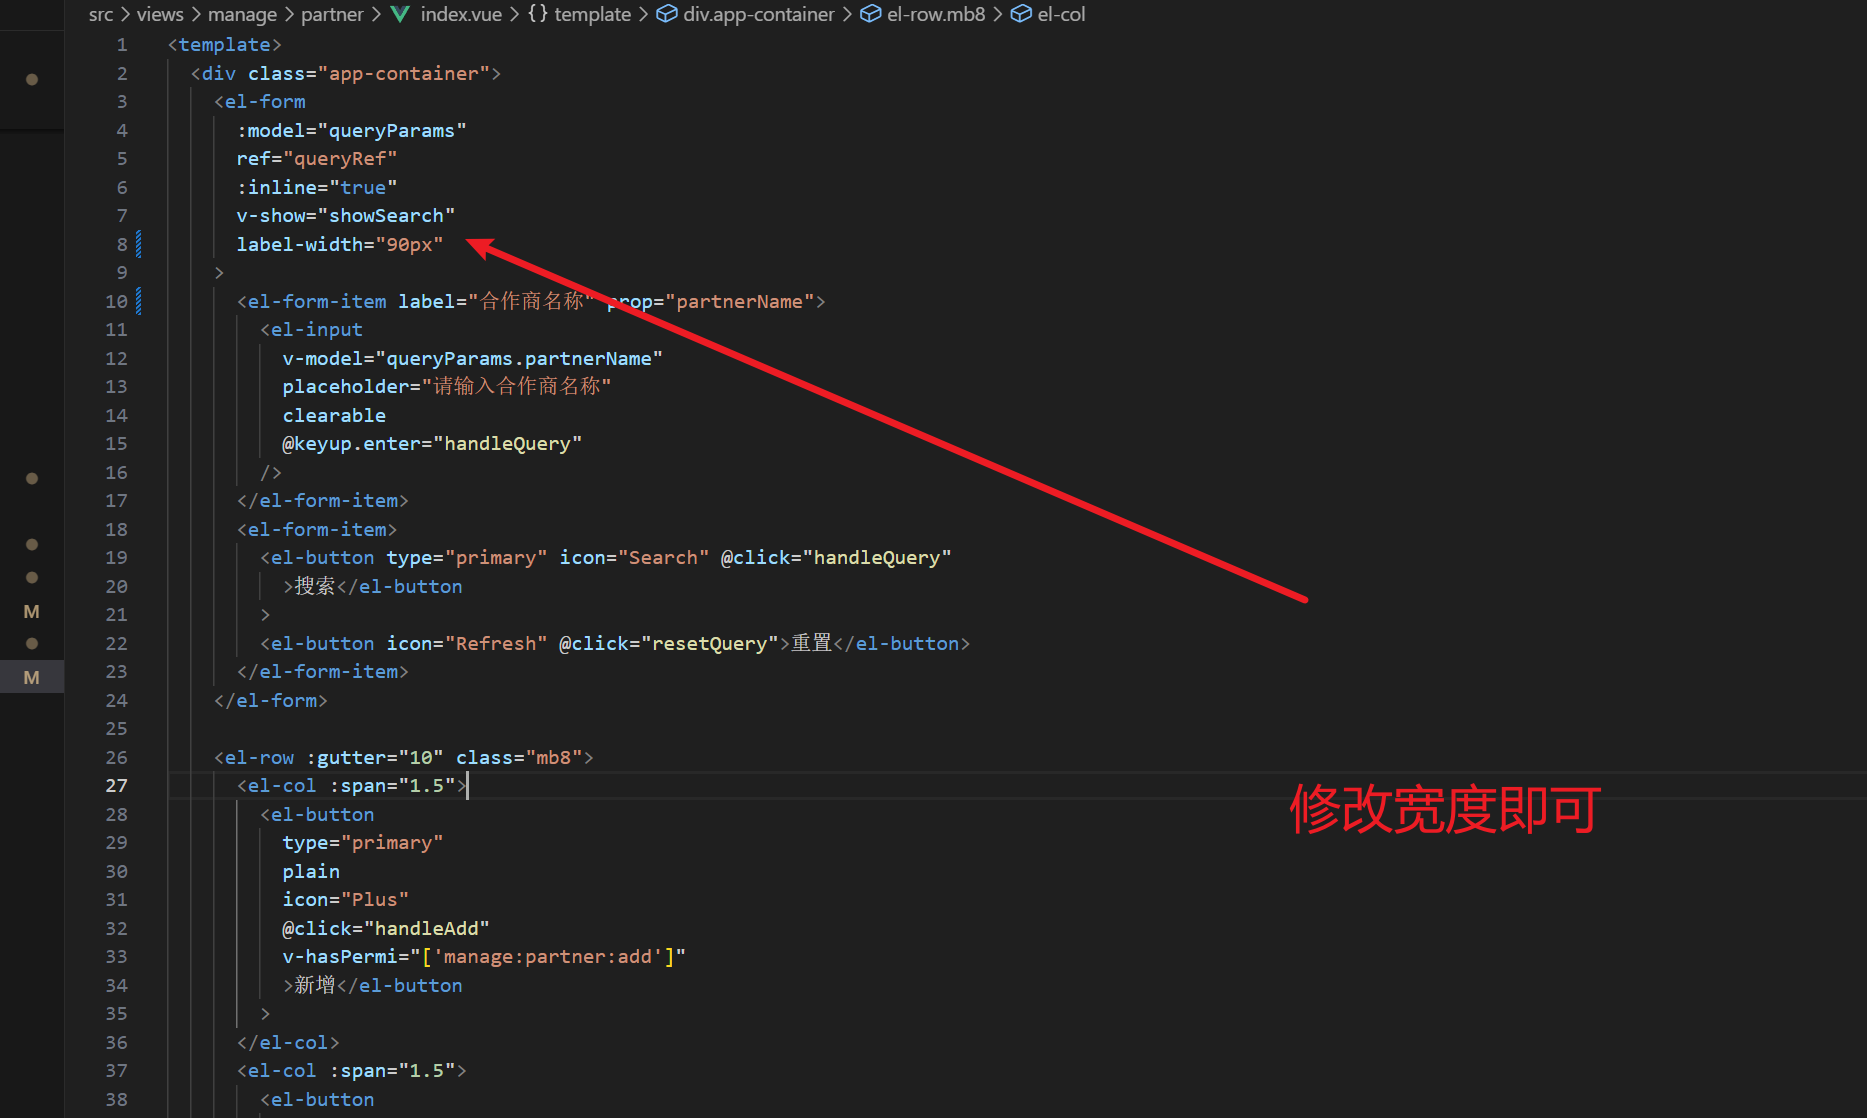 src > views > manage > partner > index.vue > {} template > div.app-container > el-row.mb8 > el-col
1 <template>
2 <div class="app-container">
3 <el-form
4 :model="queryParams"
5 ref="queryRef"
6 :inline="true"
7 v-show="showSearch"
8 label-width="90px"
9 >
10 <el-form-item label="合作商名称" prop="partnerName">
11 <el-input
12 v-model="queryParams.partnerName"
13 placeholder="请输入合作商名称"
14 clearable
15 @keyup.enter="handleQuery"
16 />
17 </el-form-item>
18 <el-form-item>
19 <el-button type="primary" icon="Search" @click="handleQuery"
20 >搜索</el-button
21 >
22 <el-button icon="Refresh" @click="resetQuery">重置</el-button>
23 </el-form-item>
24 </el-form>
25
26 <el-row :gutter="10" class="mb8">
27 <el-col :span="1.5">
修改宽度即可
28 <el-button
29 type="primary"
30 plain
31 icon="Plus"
32 @click="handleAdd"
33 v-hasPermi="['manage:partner:add']"
34 >新增</el-button
35 >
36 </el-col>
37 <el-col :span="1.5">
38 <el-button
M
M